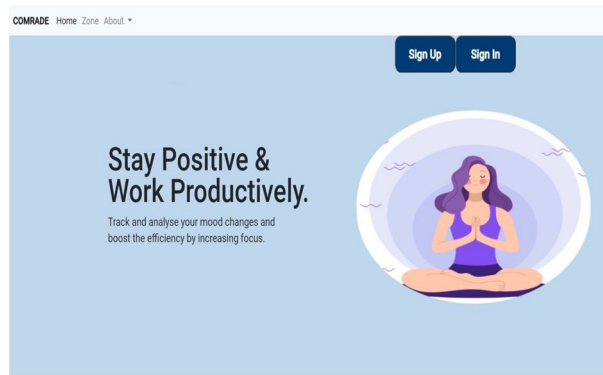 COMRADE Home Zone About
Sign Up Sign In
Stay Positive &
Work Productively.
Track and analyse your mood changes and
boost the efficiency by increasing focus.